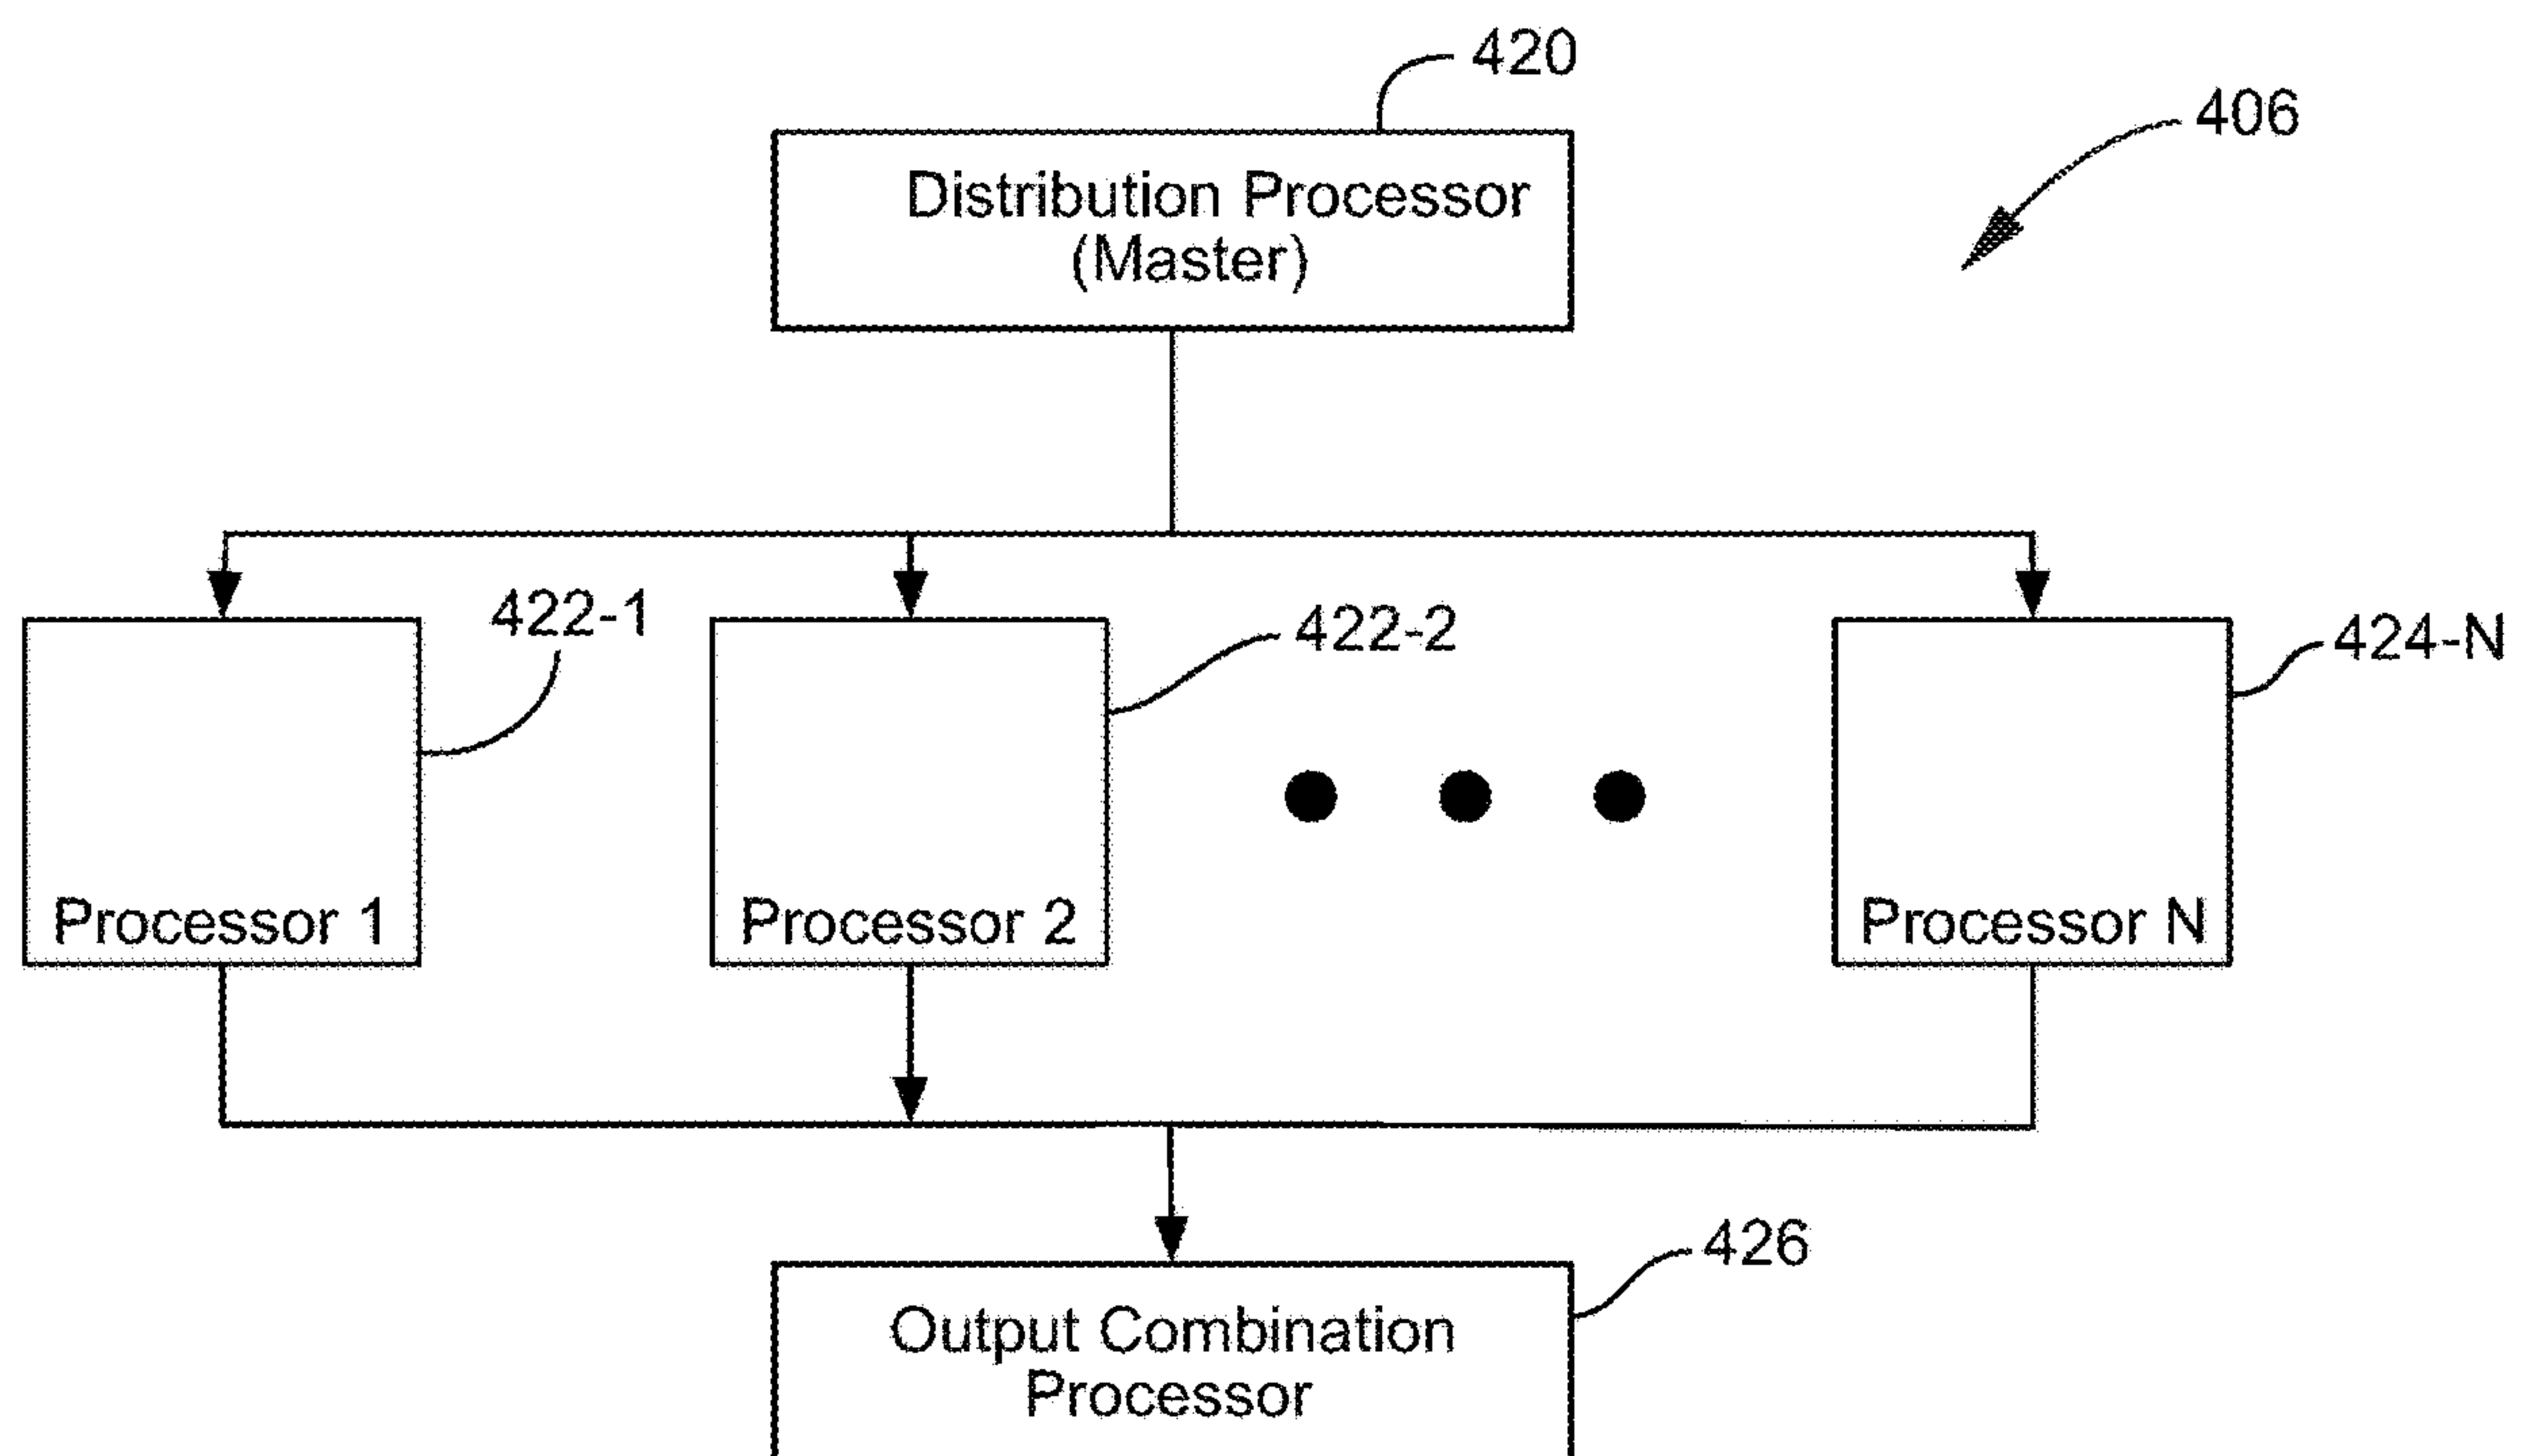 420
406
Distribution Processor
(Master)
422-1
422-2
424-N
Processor 1
Processor 2
Processor N
426
Output Combination
Processor